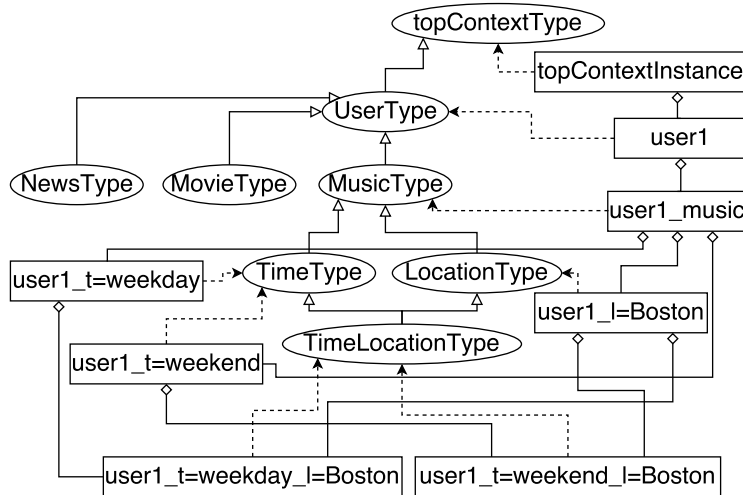 topContextType
topContextInstance
UserType
user1
NewsType
MovieType
MusicType
user1_music
user1_t=weekday
TimeType
LocationType
user1_l=Boston
TimeLocationType
user1_t=weekend
user1_t=weekday_l=Boston
user1_t=weekend_l=Boston